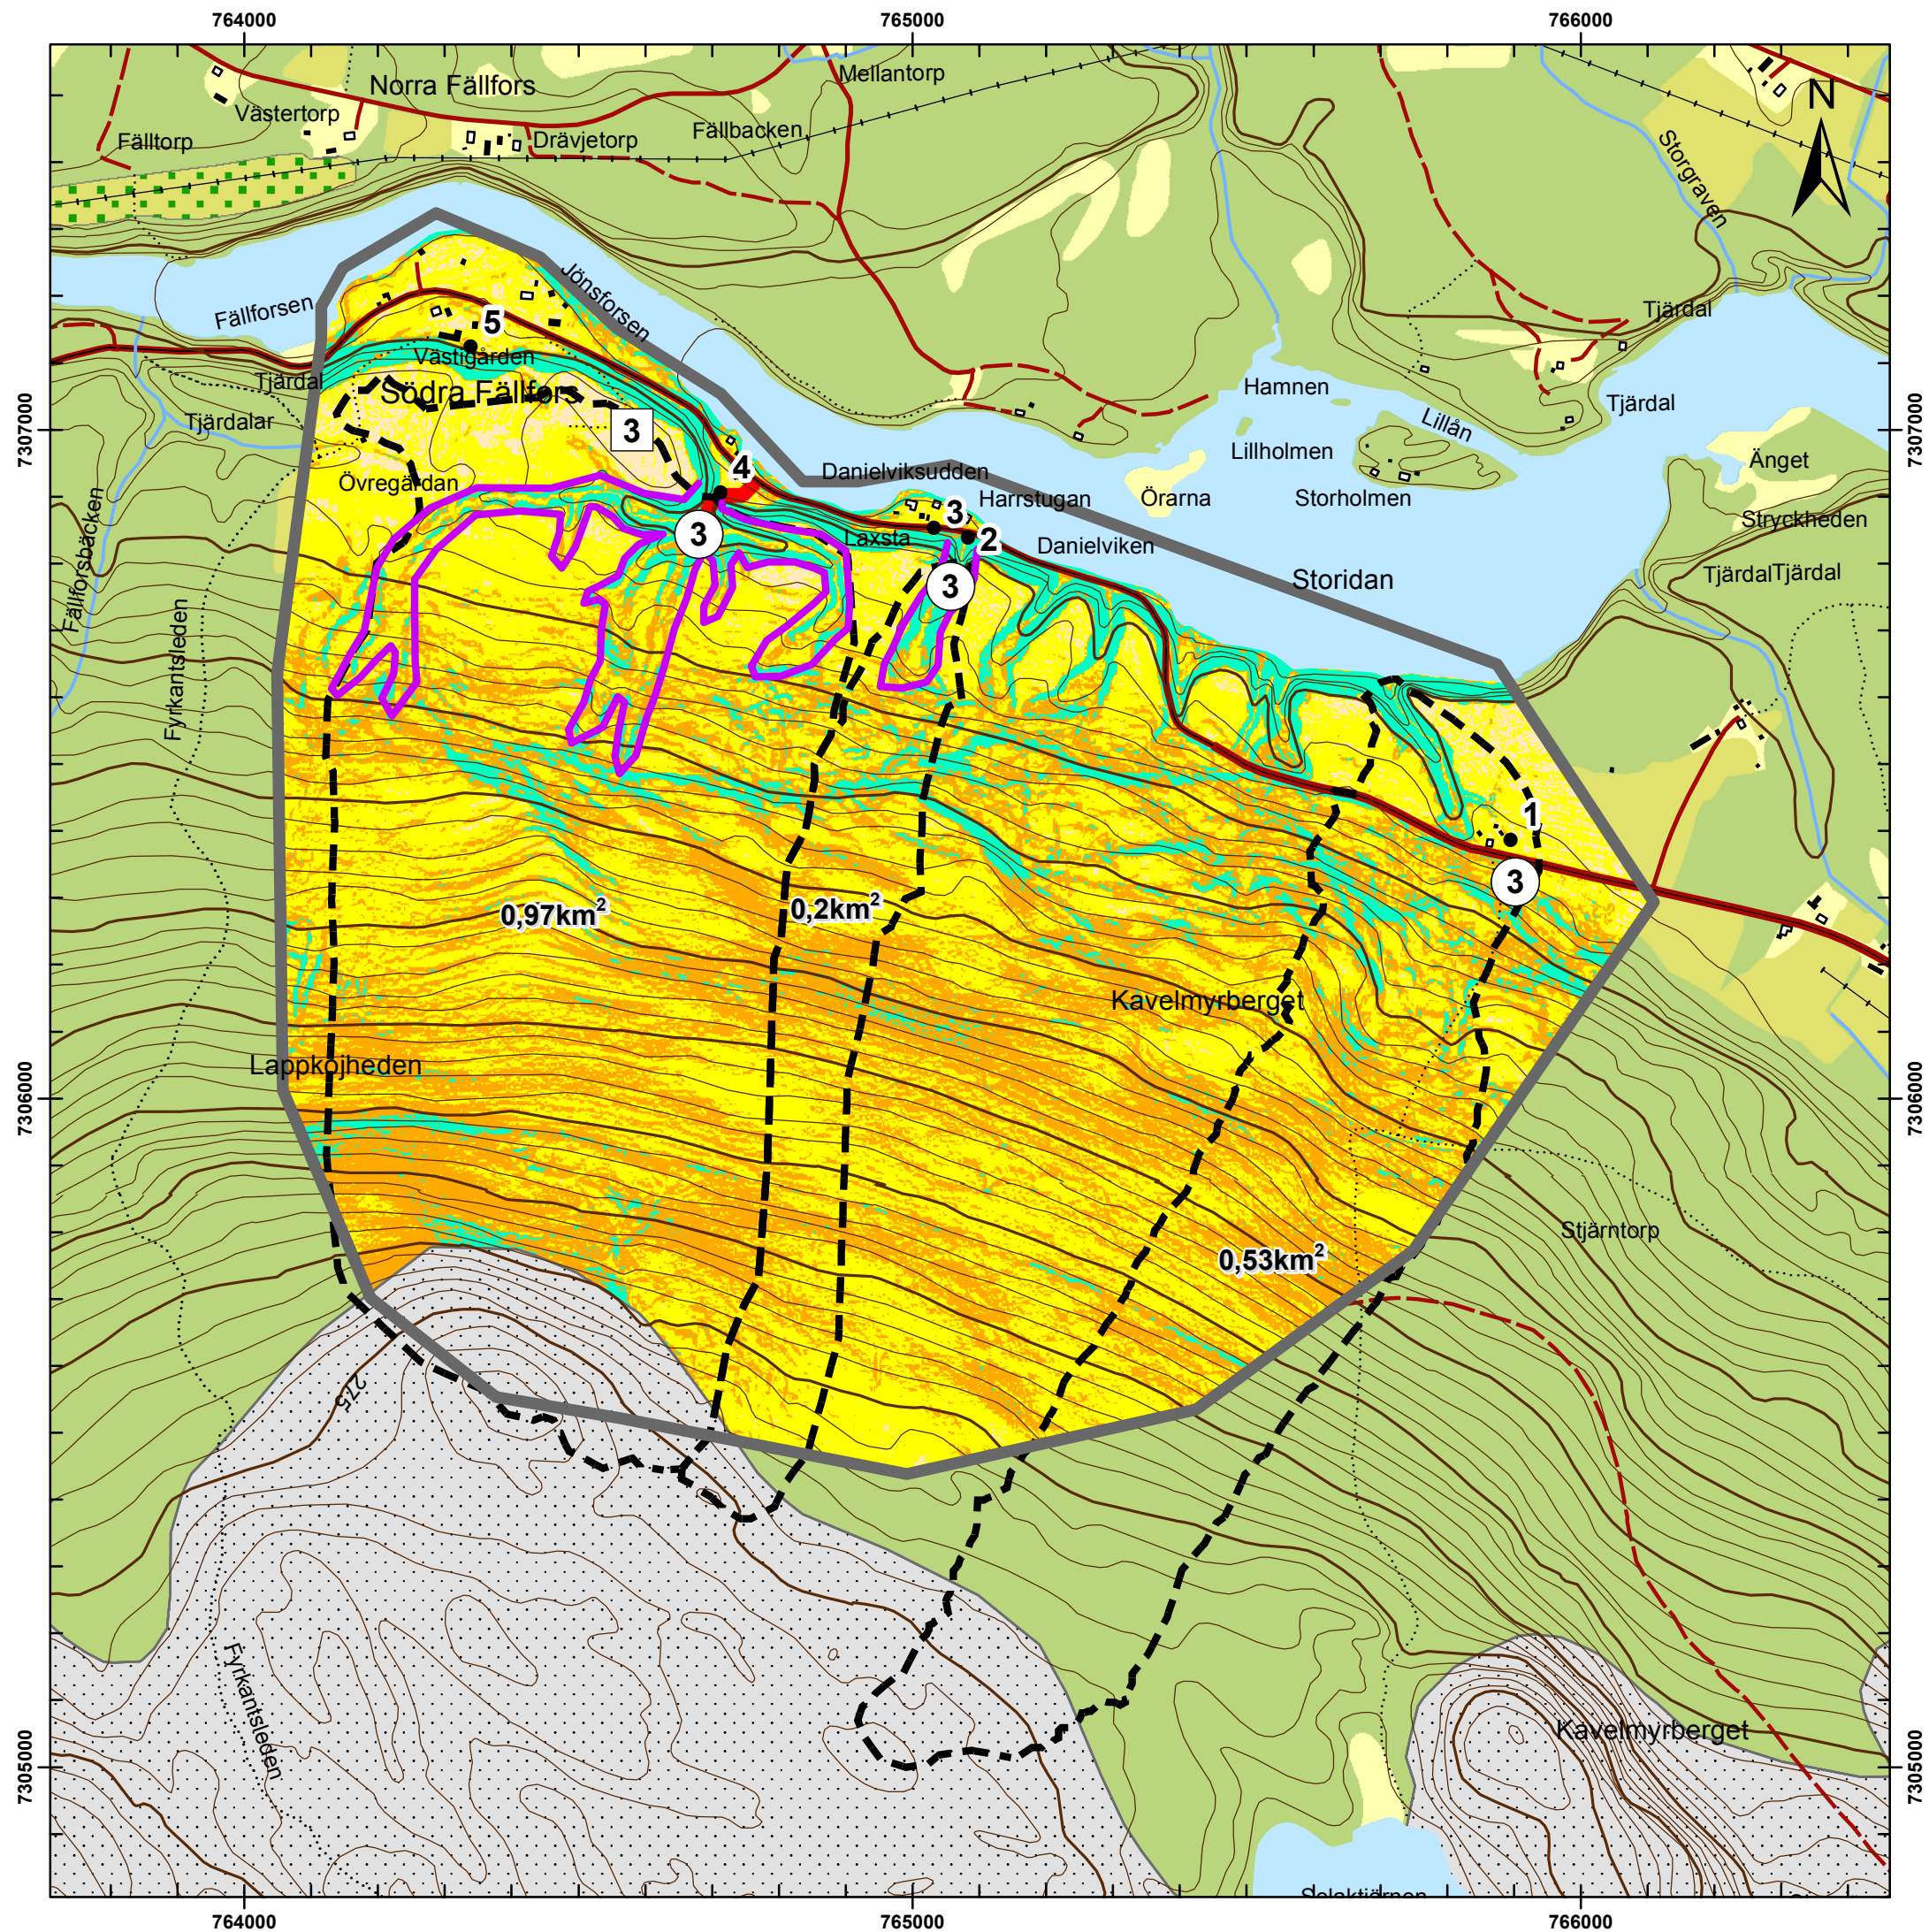 764000
765000
766000
Mellantorp
Norra Fällfors
N
Västertorp
Fälltorp
Drävjetorp
Fällbacken
Storgraven
Fällforsen
Jönsforsen
Tjärdal
5
Västigården
Tjärdal
Södra Fällfors
Hamnen
Tjärdal
Tjärdalar
3
Lillån
7307000
7307000
Lillholmen
Änget
4
Danielviksudden
Övregårdan
Harrstugan
Örarna
Storholmen
3
Stryckheden
3
Laxsta
2
Danielviken
Fällforsbäcken
3
Storidan
TjärdalTjärdal
Fyrkantsleden
1
3
0,97km2
0,2km2
Kavelmyrberget
Lappkojheden
7306000
7306000
Stjärntorp
0,53km2
275
Fyrkantsleden
Kavelmyrberget
7305000
7305000
764000
765000
766000